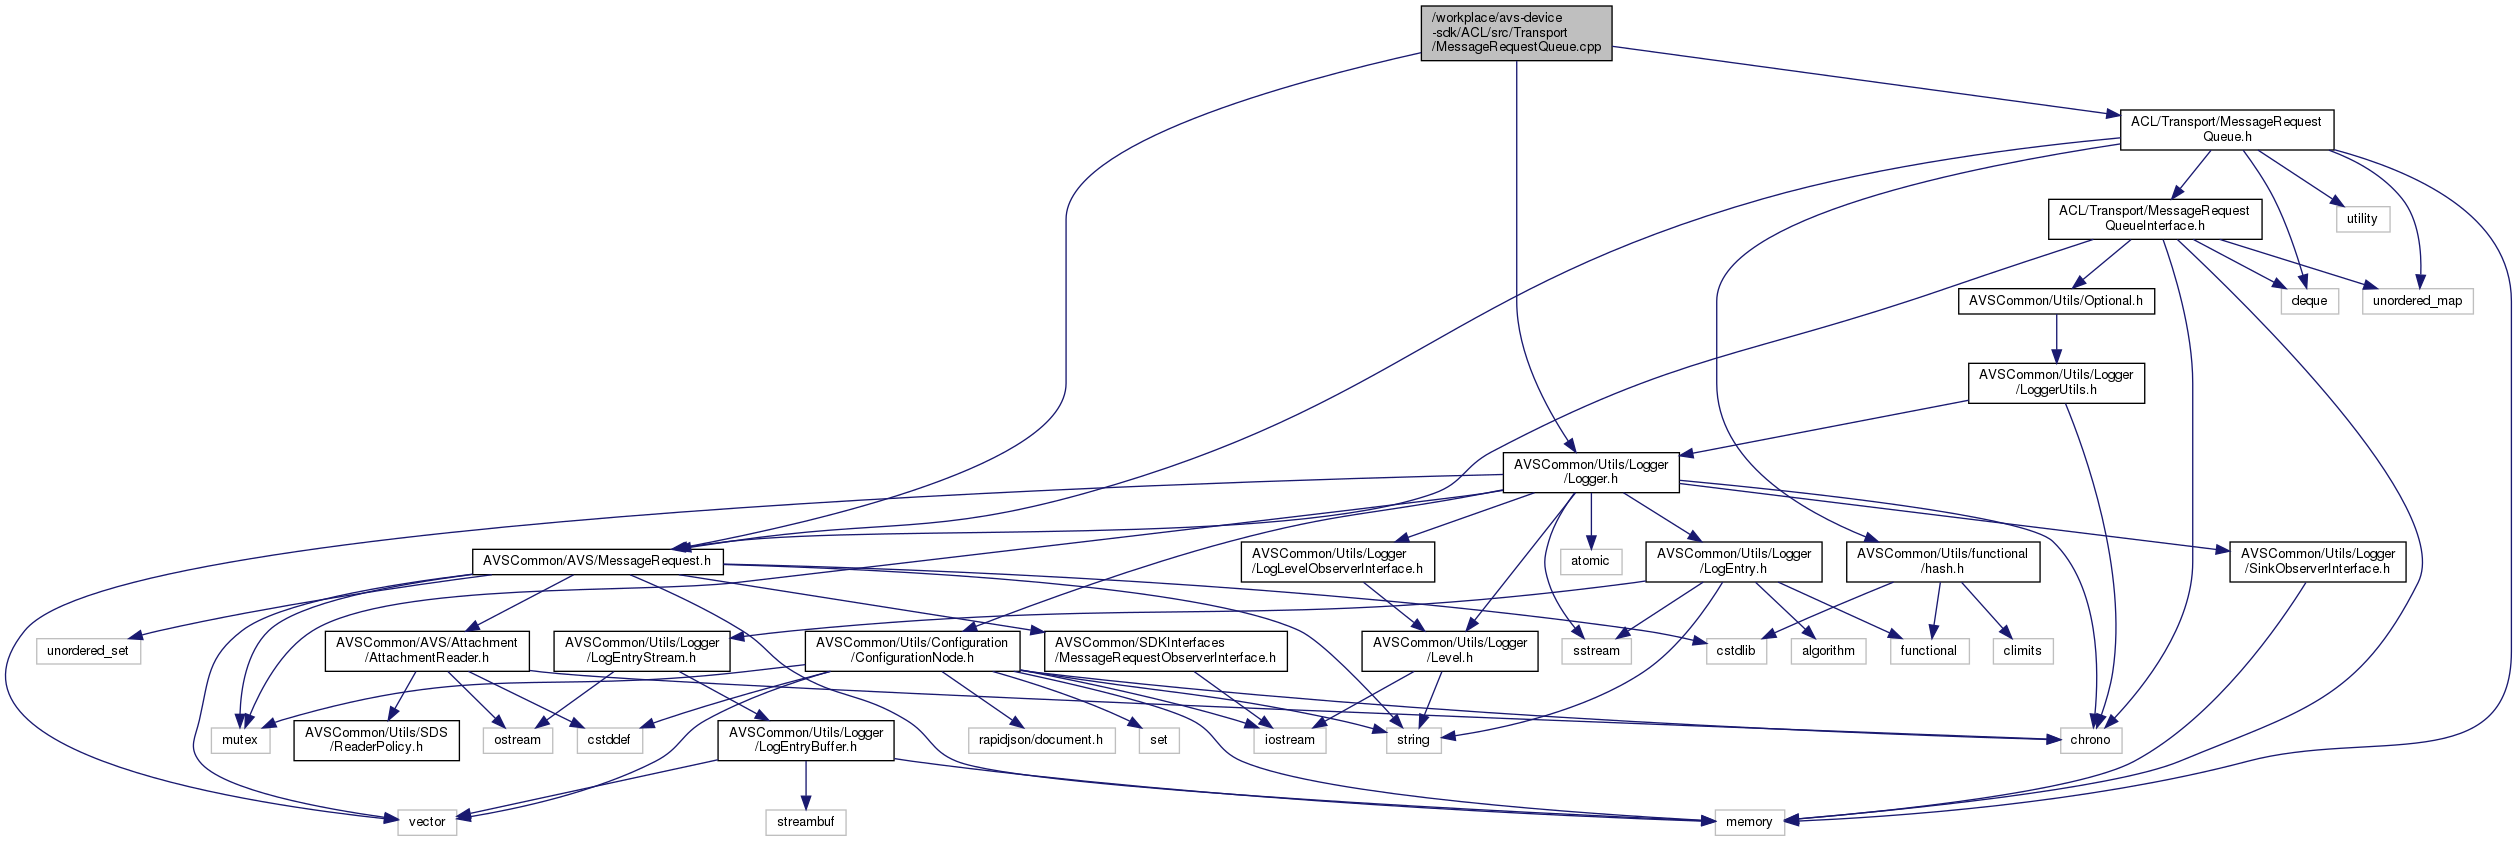 /workplace/avs-device
-sdk/ACL/src/Transport
/MessageRequestQueue.cpp
ACL/Transport/MessageRequest
Queue.h
ACL/Transport/MessageRequest
QueueInterface.h
utility
AVSCommon/Utils/Optional.h
deque
unordered_map
AVSCommon/Utils/Logger
/LoggerUtils.h
AVSCommon/Utils/Logger
/Logger.h
AVSCommon/AVS/MessageRequest.h
AVSCommon/Utils/Logger
/LogLevelObserverInterface.h
atomic
AVSCommon/Utils/Logger
/LogEntry.h
AVSCommon/Utils/functional
/hash.h
AVSCommon/Utils/Logger
/SinkObserverInterface.h
unordered_set
AVSCommon/AVS/Attachment
/AttachmentReader.h
AVSCommon/Utils/Logger
/LogEntryStream.h
AVSCommon/Utils/Configuration
/ConfigurationNode.h
AVSCommon/SDKInterfaces
/MessageRequestObserverInterface.h
AVSCommon/Utils/Logger
/Level.h
sstream
cstdlib
algorithm
functional
climits
mutex
AVSCommon/Utils/SDS
/ReaderPolicy.h
ostream
cstddef
AVSCommon/Utils/Logger
/LogEntryBuffer.h
rapidjson/document.h
set
iostream
string
chrono
vector
streambuf
memory